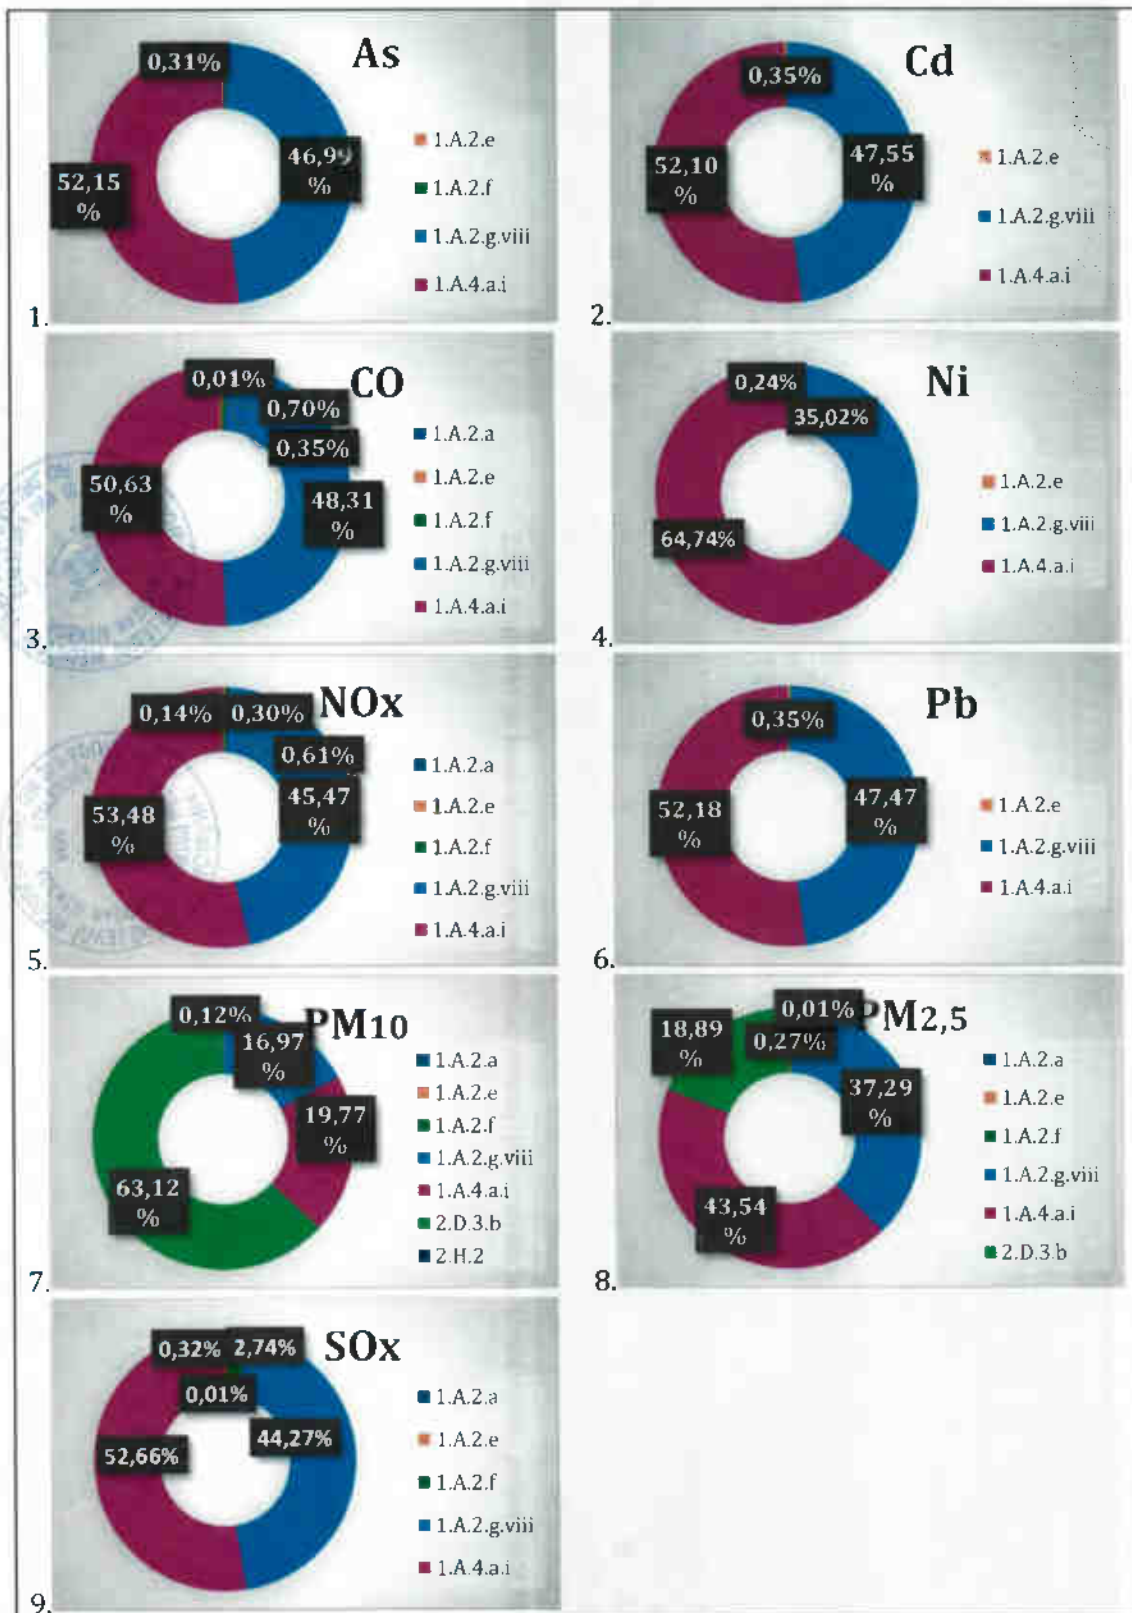 As
0,31%
46,99
%
52,15
%
1.A.2.e
1.A.2.f
1.A.2.g.viii
1.A.4.a.i
1.
Cd
0,35%
47,55
%
52,10
%
1.A.2.e
1.A.2.g.viii
1.A.4.a.i
2.
CO
0,01%
0,70%
0,35%
48,31
%
50,63
%
1.A.2.a
1.A.2.e
1.A.2.f
1.A.2.g.viii
1.A.4.a.i
3.
Ni
0,24%
35,02%
64,74%
1.A.2.e
1.A.2.g.viii
1.A.4.a.i
4.
NOx
0,14%
0,30%
0,61%
45,47
%
53,48
%
1.A.2.a
1.A.2.e
1.A.2.f
1.A.2.g.viii
1.A.4.a.i
5.
Pb
0,35%
47,47
%
52,18
%
1.A.2.e
1.A.2.g.viii
1.A.4.a.i
6.
PM10
0,12%
16,97
%
19,77
%
63,12
%
1.A.2.a
1.A.2.e
1.A.2.f
1.A.2.g.viii
1.A.4.a.i
2.D.3.b
2.H.2
7.
PM2,5
0,01%
18,89
%
0,27%
37,29
%
43,54
%
1.A.2.a
1.A.2.e
1.A.2.f
1.A.2.g.viii
1.A.4.a.i
2.D.3.b
8.
SOx
0,32%
2,74%
0,01%
44,27%
52,66%
1.A.2.a
1.A.2.e
1.A.2.f
1.A.2.g.viii
1.A.4.a.i
9.